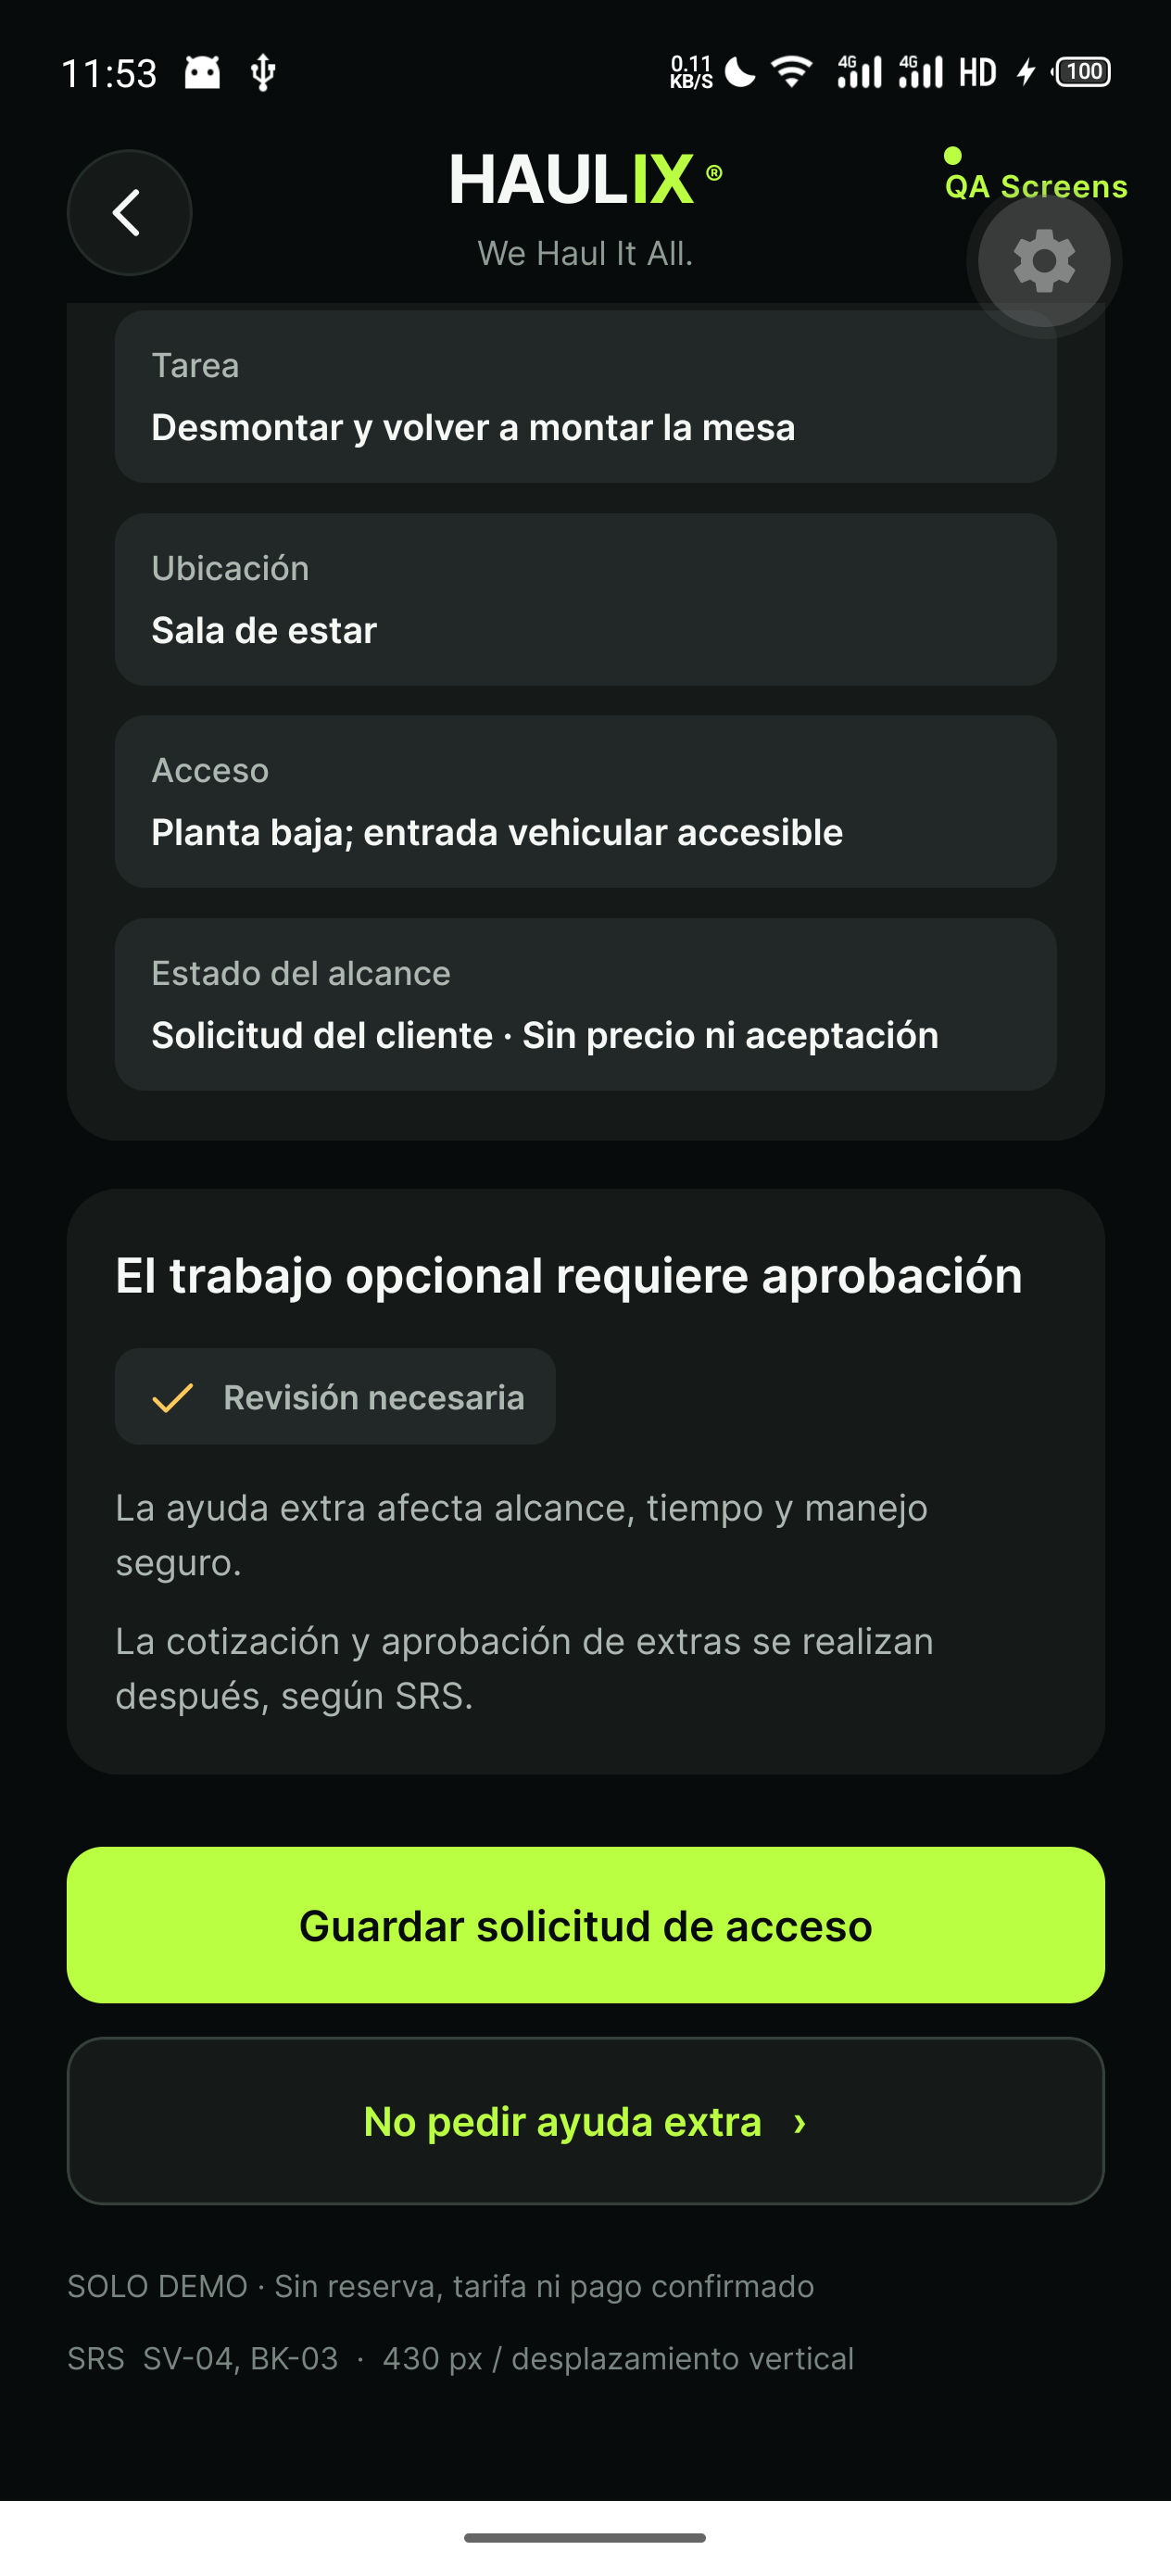 11:53
0.11 KB/S 4G 4G HD 100
HAULIX®
QA Screens
We Haul It All.
Tarea
Desmontar y volver a montar la mesa
Ubicación
Sala de estar
Acceso
Planta baja; entrada vehicular accesible
Estado del alcance
Solicitud del cliente · Sin precio ni aceptación
El trabajo opcional requiere aprobación
Revisión necesaria
La ayuda extra afecta alcance, tiempo y manejo
seguro.
La cotización y aprobación de extras se realizan
después, según SRS.
Guardar solicitud de acceso
No pedir ayuda extra ›
SOLO DEMO · Sin reserva, tarifa ni pago confirmado
SRS SV-04, BK-03 · 430 px / desplazamiento vertical